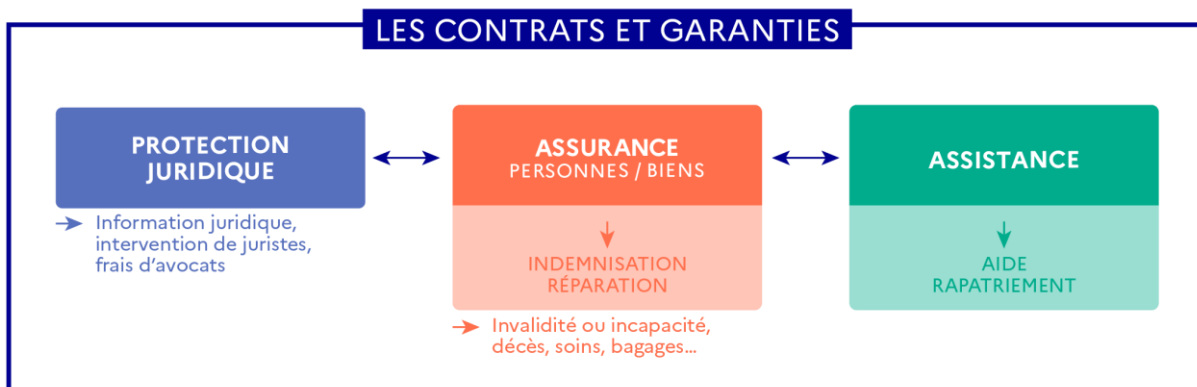 LES CONTRATS ET GARANTIES
PROTECTION
JURIDIQUE
Information juridique,
intervention de juristes,
frais d’avocats
ASSURANCE
PERSONNES / BIENS
INDEMNISATION
RÉPARATION
Invalidité ou incapacité,
décès, soins, bagages…
ASSISTANCE
AIDE
RAPATRIEMENT